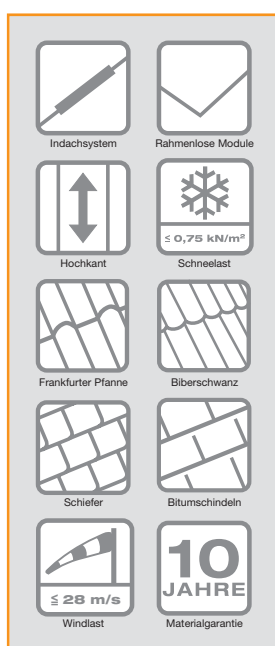 Indachsystem
Rahmenlose Module
Hochkant
≤ 0,75 kN/m²
Schneelast
Frankfurter Pfanne
Biberschwanz
Schiefer
Bitumschindeln
≦ 28 m/s
Windlast
10
JAHRE
Materialgarantie